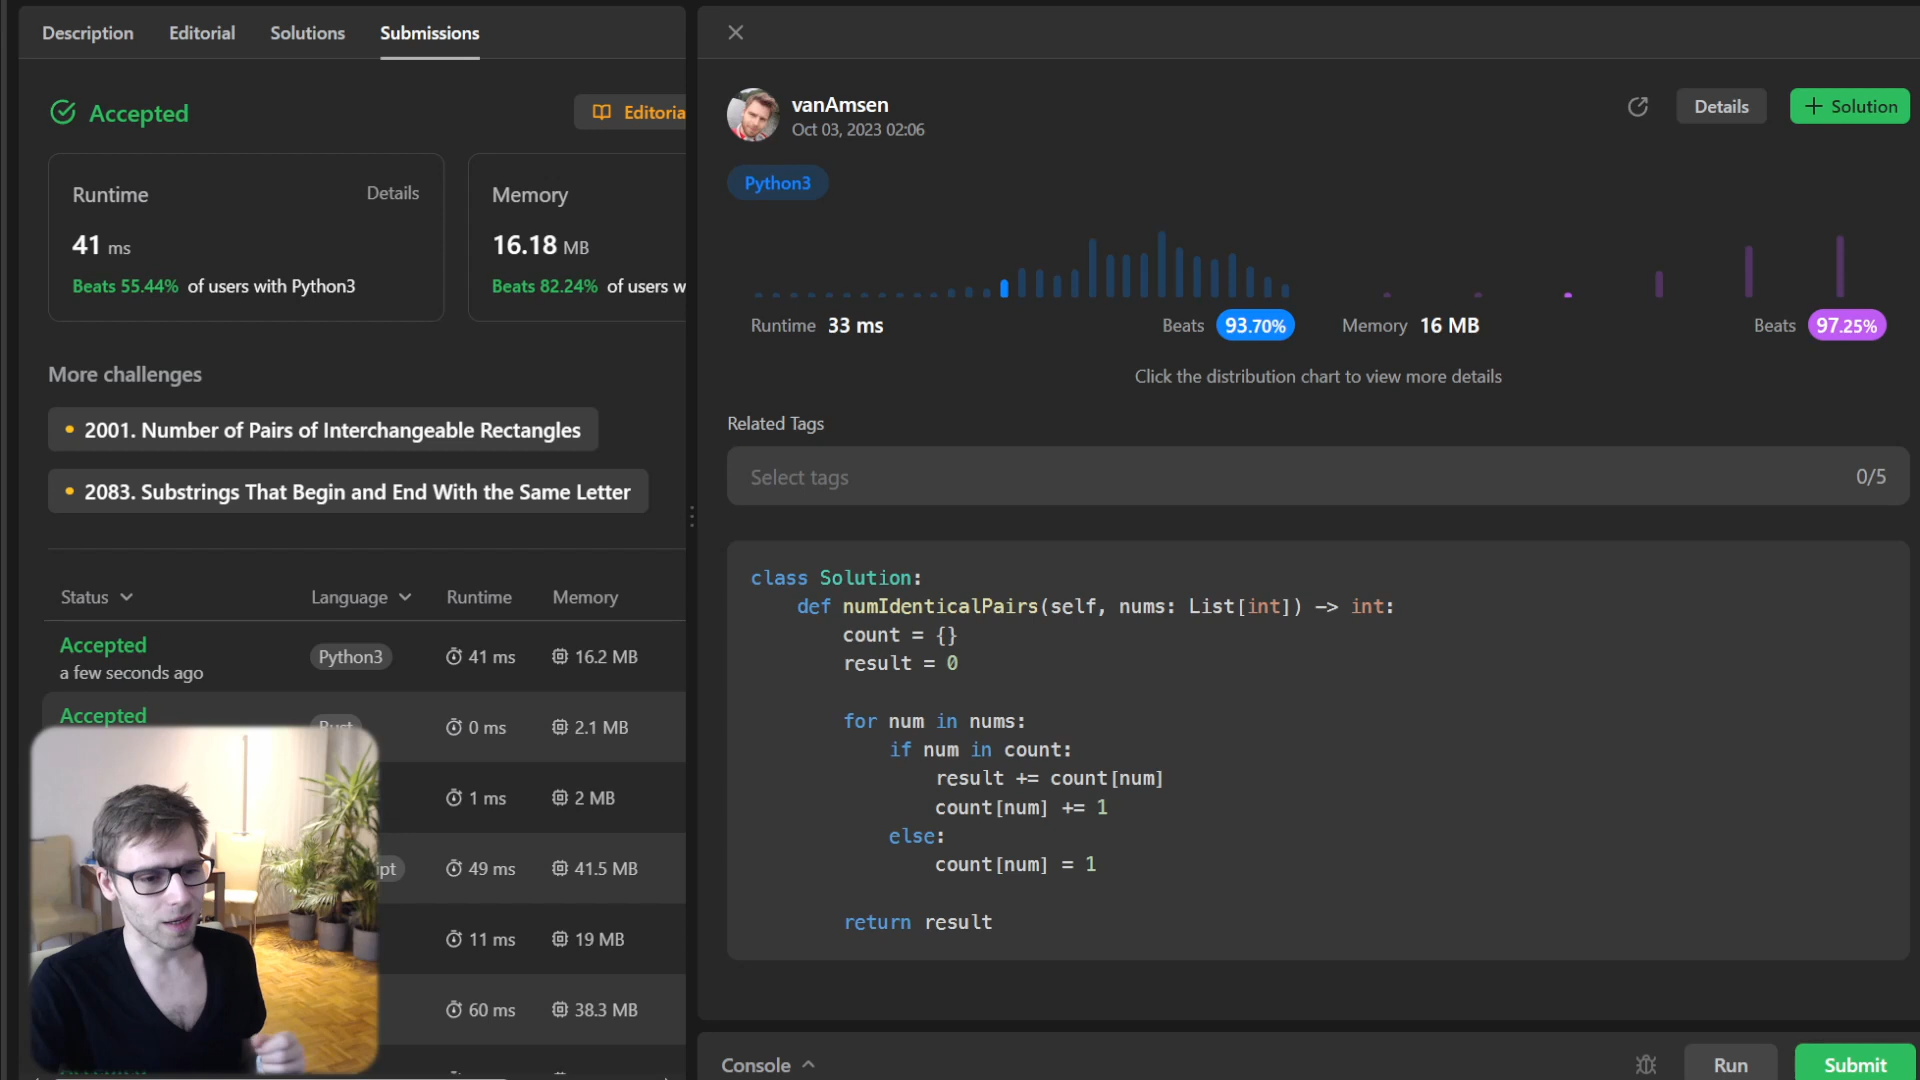 Description Editorial Solutions Submissions
Accepted
Editoria
Runtime Details
41 ms
Beats 55.44% of users with Python3
Memory
16.18 MB
Beats 82.24% of users w
More challenges
2001. Number of Pairs of Interchangeable Rectangles
2083. Substrings That Begin and End With the Same Letter
Status Language Runtime Memory
Accepted
a few seconds ago
Python3 41 ms 16.2 MB
Accepted
Rust 0 ms 2.1 MB
1 ms 2 MB
ipt 49 ms 41.5 MB
11 ms 19 MB
60 ms 38.3 MB
vanAmsen
Oct 03, 2023 02:06
Details
Solution
Python3
Runtime 33 ms Beats 93.70% Memory 16 MB Beats 97.25%
Click the distribution chart to view more details
Related Tags
Select tags 0/5
class Solution:
def numIdenticalPairs(self, nums: List[int]) -> int:
count = {}
result = 0
for num in nums:
if num in count:
result += count[num]
count[num] += 1
else:
count[num] = 1
return result
Console Run Submit